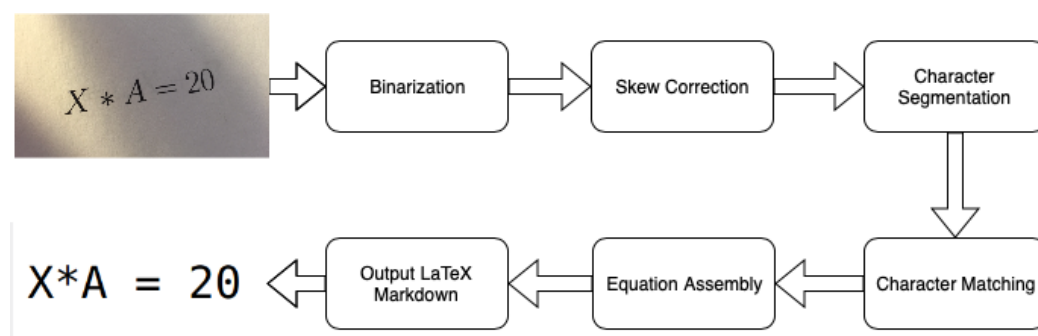 X * A = 20
Binarization
Skew Correction
Character
Segmentation
Character Matching
Equation Assembly
Output LaTeX
Markdown
X*A = 20